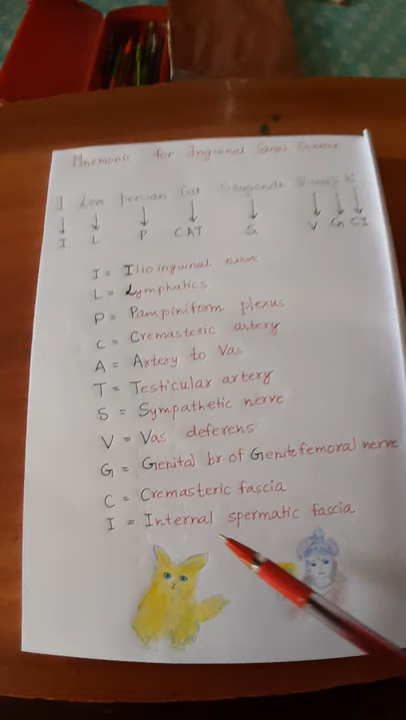 Mnemonic for Inguinal Canal
I Love Persian Cat
I L P CAT S V G CI
I = Ilioinguinal nerve
L = Lymphatics
P = Pampiniform plexus
C = Cremasteric artery
A = Artery to Vas
T = Testicular artery
S = Sympathetic nerve
V = Vas deferens
G = Genital br of Genitofemoral nerve
C = Cremasteric fascia
I = Internal spermatic fascia